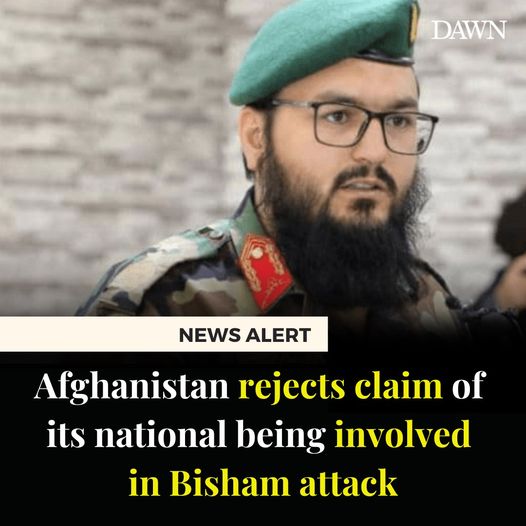 DAWN
NEWS ALERT
Afghanistan rejects claim of
its national being involved
in Bisham attack